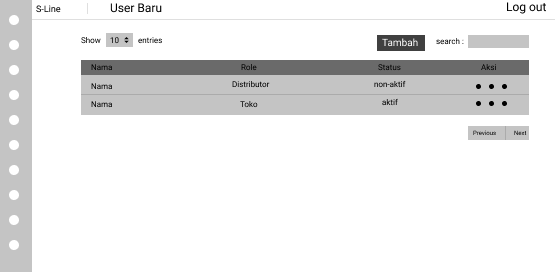 S-Line User Baru Log out
Show 10 entries Tambah search :
Nama Role Status Aksi
Nama Distributor non-aktif
Nama Toko aktif
Previous Next